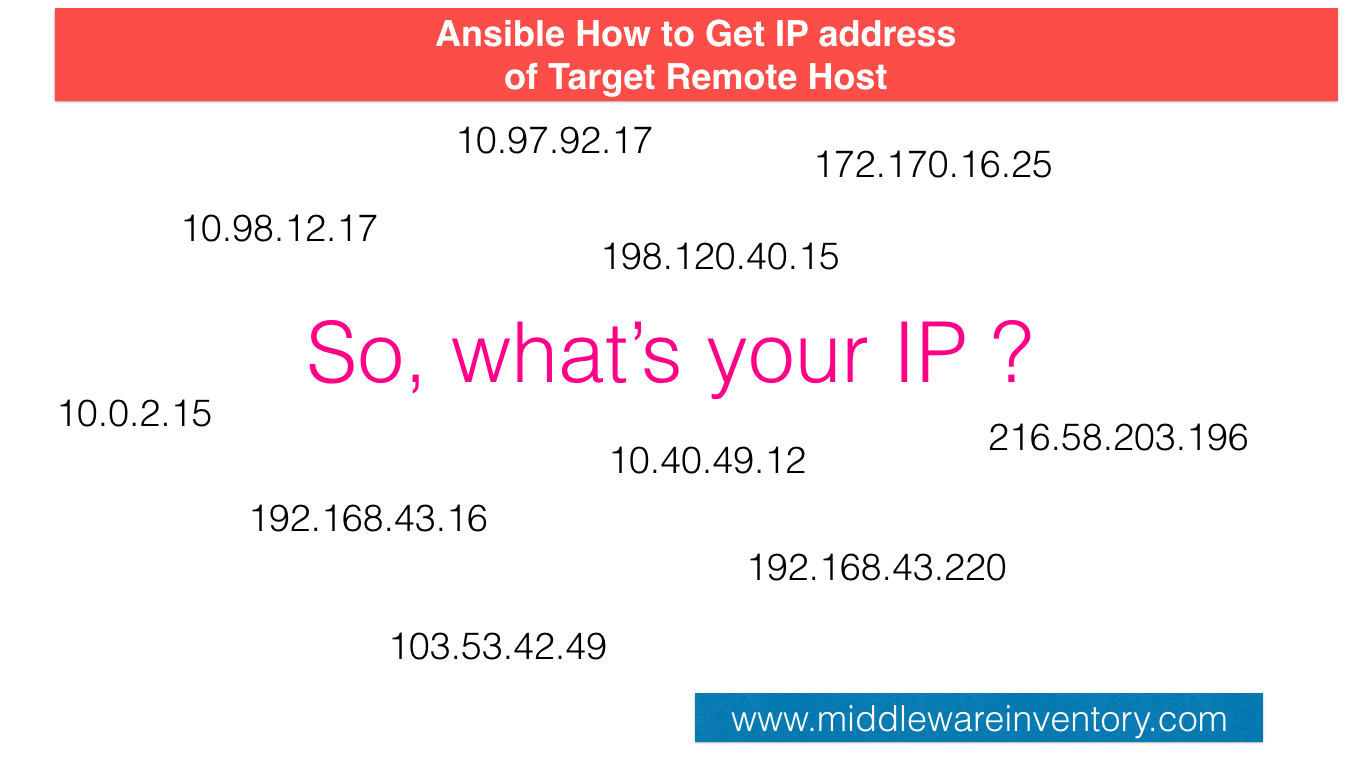 Ansible How to Get IP address
of Target Remote Host
10.97.92.17
172.170.16.25
10.98.12.17
198.120.40.15
So, what’s your IP ?
10.0.2.15
216.58.203.196
10.40.49.12
192.168.43.16
192.168.43.220
103.53.42.49
www.middlewareinventory.com